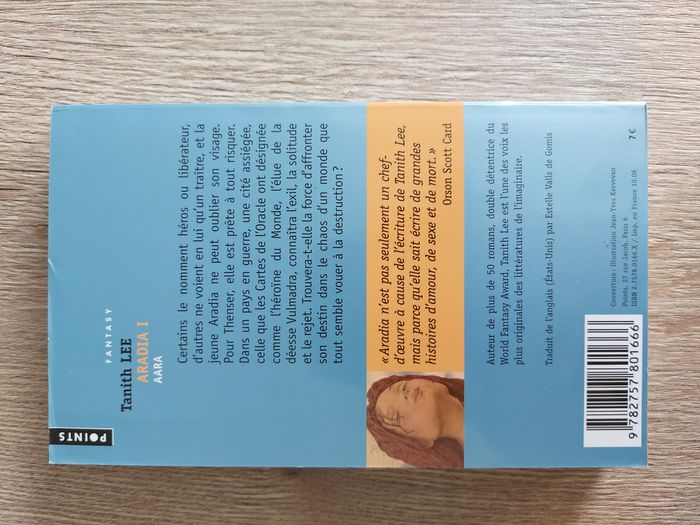 POINTS
FANTASY
Tanith LEE
ARADIA I
AARA
Certains le nomment héros ou libérateur,
d'autres ne voient en lui qu'un traître, et la
jeune Aradia ne peut oublier son visage.
Pour Thenser, elle est prête à tout risquer.
Dans un pays en guerre, une cité assiégée,
celle que les Cartes de l'Oracle ont désignée
comme l'héroïne du Monde, l'élue de la
déesse Vulmadra, connaîtra l'exil, la solitude
et le rejet. Trouvera-t-elle la force d'affronter
son destin dans le chaos d'un monde que
tout semble vouer à la destruction ?
« Aradia n'est pas seulement un chef-
d'œuvre à cause de l'écriture de Tanith Lee,
mais parce qu'elle sait écrire de grandes
histoires d'amour, de sexe et de mort. »
Orson Scott Card
Auteur de plus de 50 romans, double détentrice du
World Fantasy Award, Tanith Lee est l'une des voix les
plus originales des littératures de l'imaginaire.
Traduit de l'anglais (États-Unis) par Estelle Valls de Gomis
Couverture : Illustration Jean-Yves Kervevan
Points, 27 rue Jacob, Paris 6
ISBN 2.7578.0166.X / Imp. en France 10.06
7 €
9 782757 801666